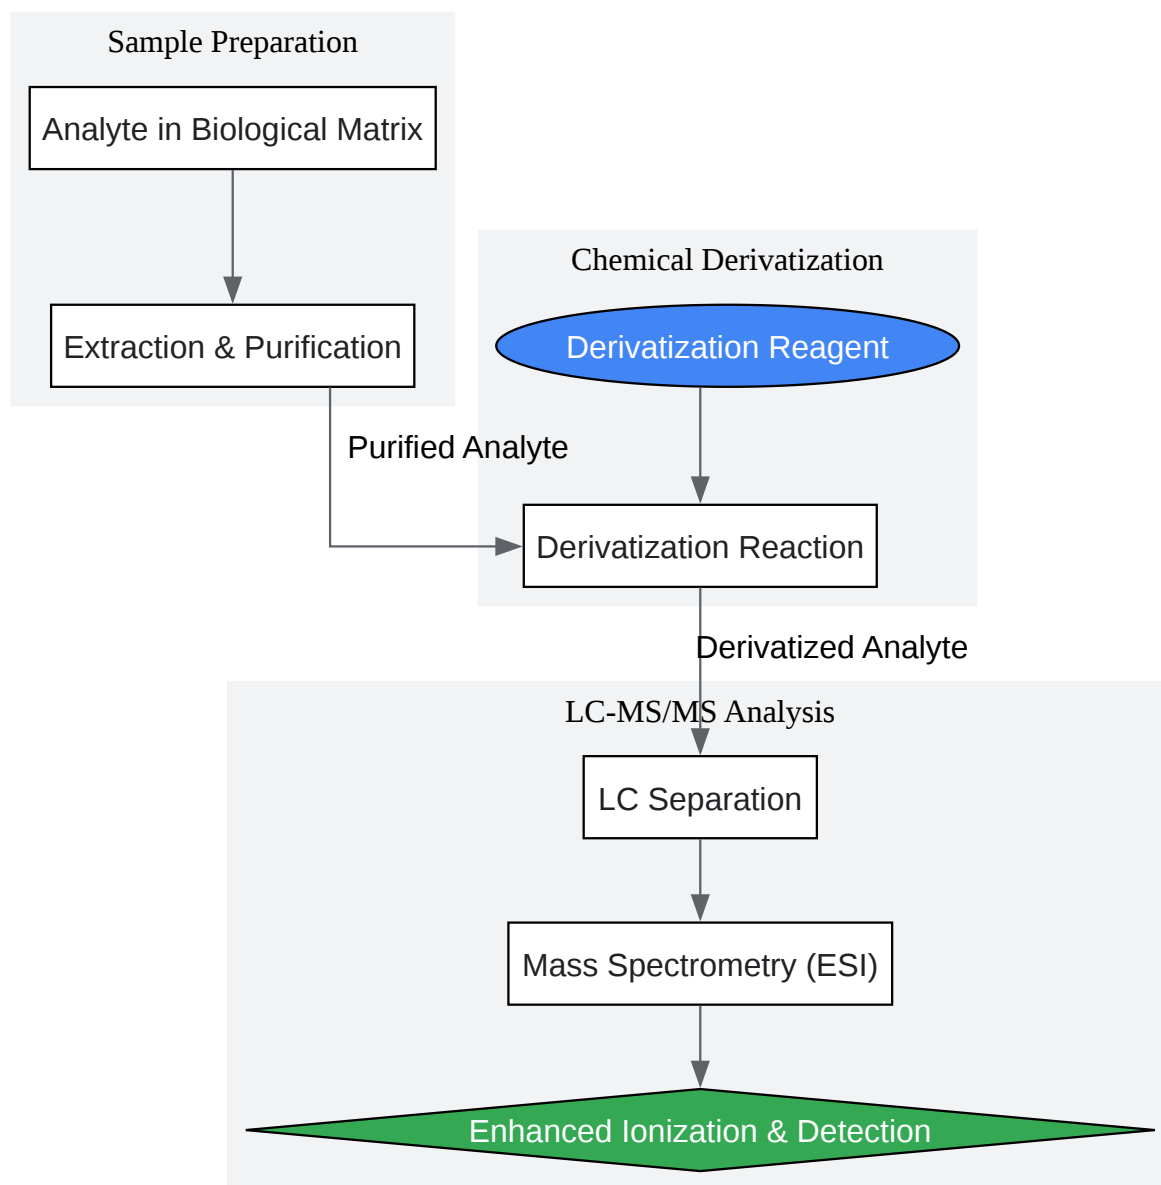 Sample Preparation
Analyte in Biological Matrix
Extraction & Purification
Purified Analyte
Chemical Derivatization
Derivatization Reagent
Derivatization Reaction
Derivatized Analyte
LC-MS/MS Analysis
LC Separation
Mass Spectrometry (ESI)
Enhanced Ionization & Detection